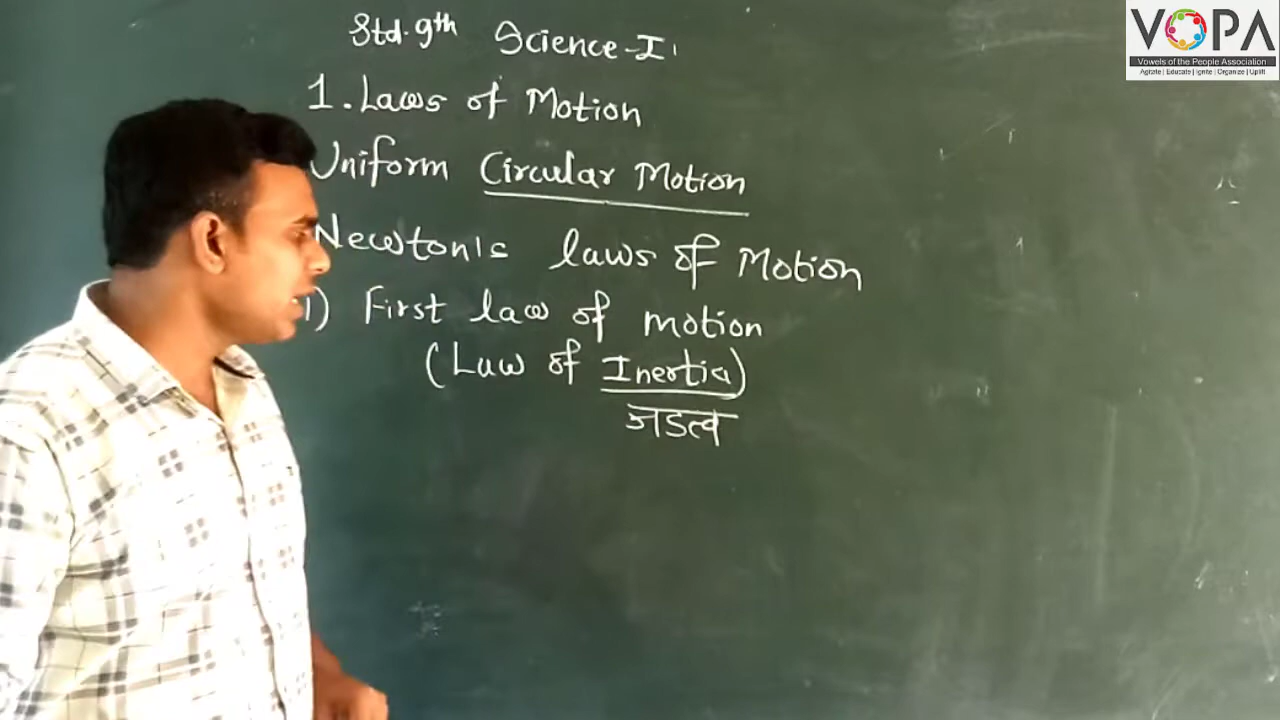 VOPA
Vowels of the People Association
Agitate | Educate | Ignite | Organize | Uplift
Std. 9th Science-I
1. Laws of Motion
Uniform Circular Motion
Newton's laws of Motion
1) First law of motion
(Law of Inertia)
जडत्व